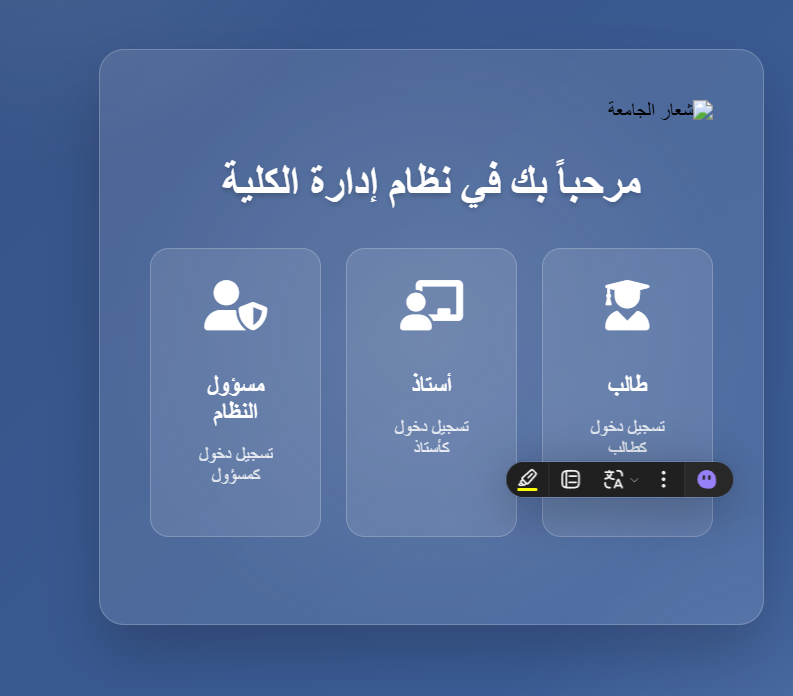 شعار الجامعة
مرحباً بك في نظام إدارة الكلية
طالب
تسجيل دخول
كطالب
أستاذ
تسجيل دخول
كأستاذ
مسؤول
النظام
تسجيل دخول
كمسؤول